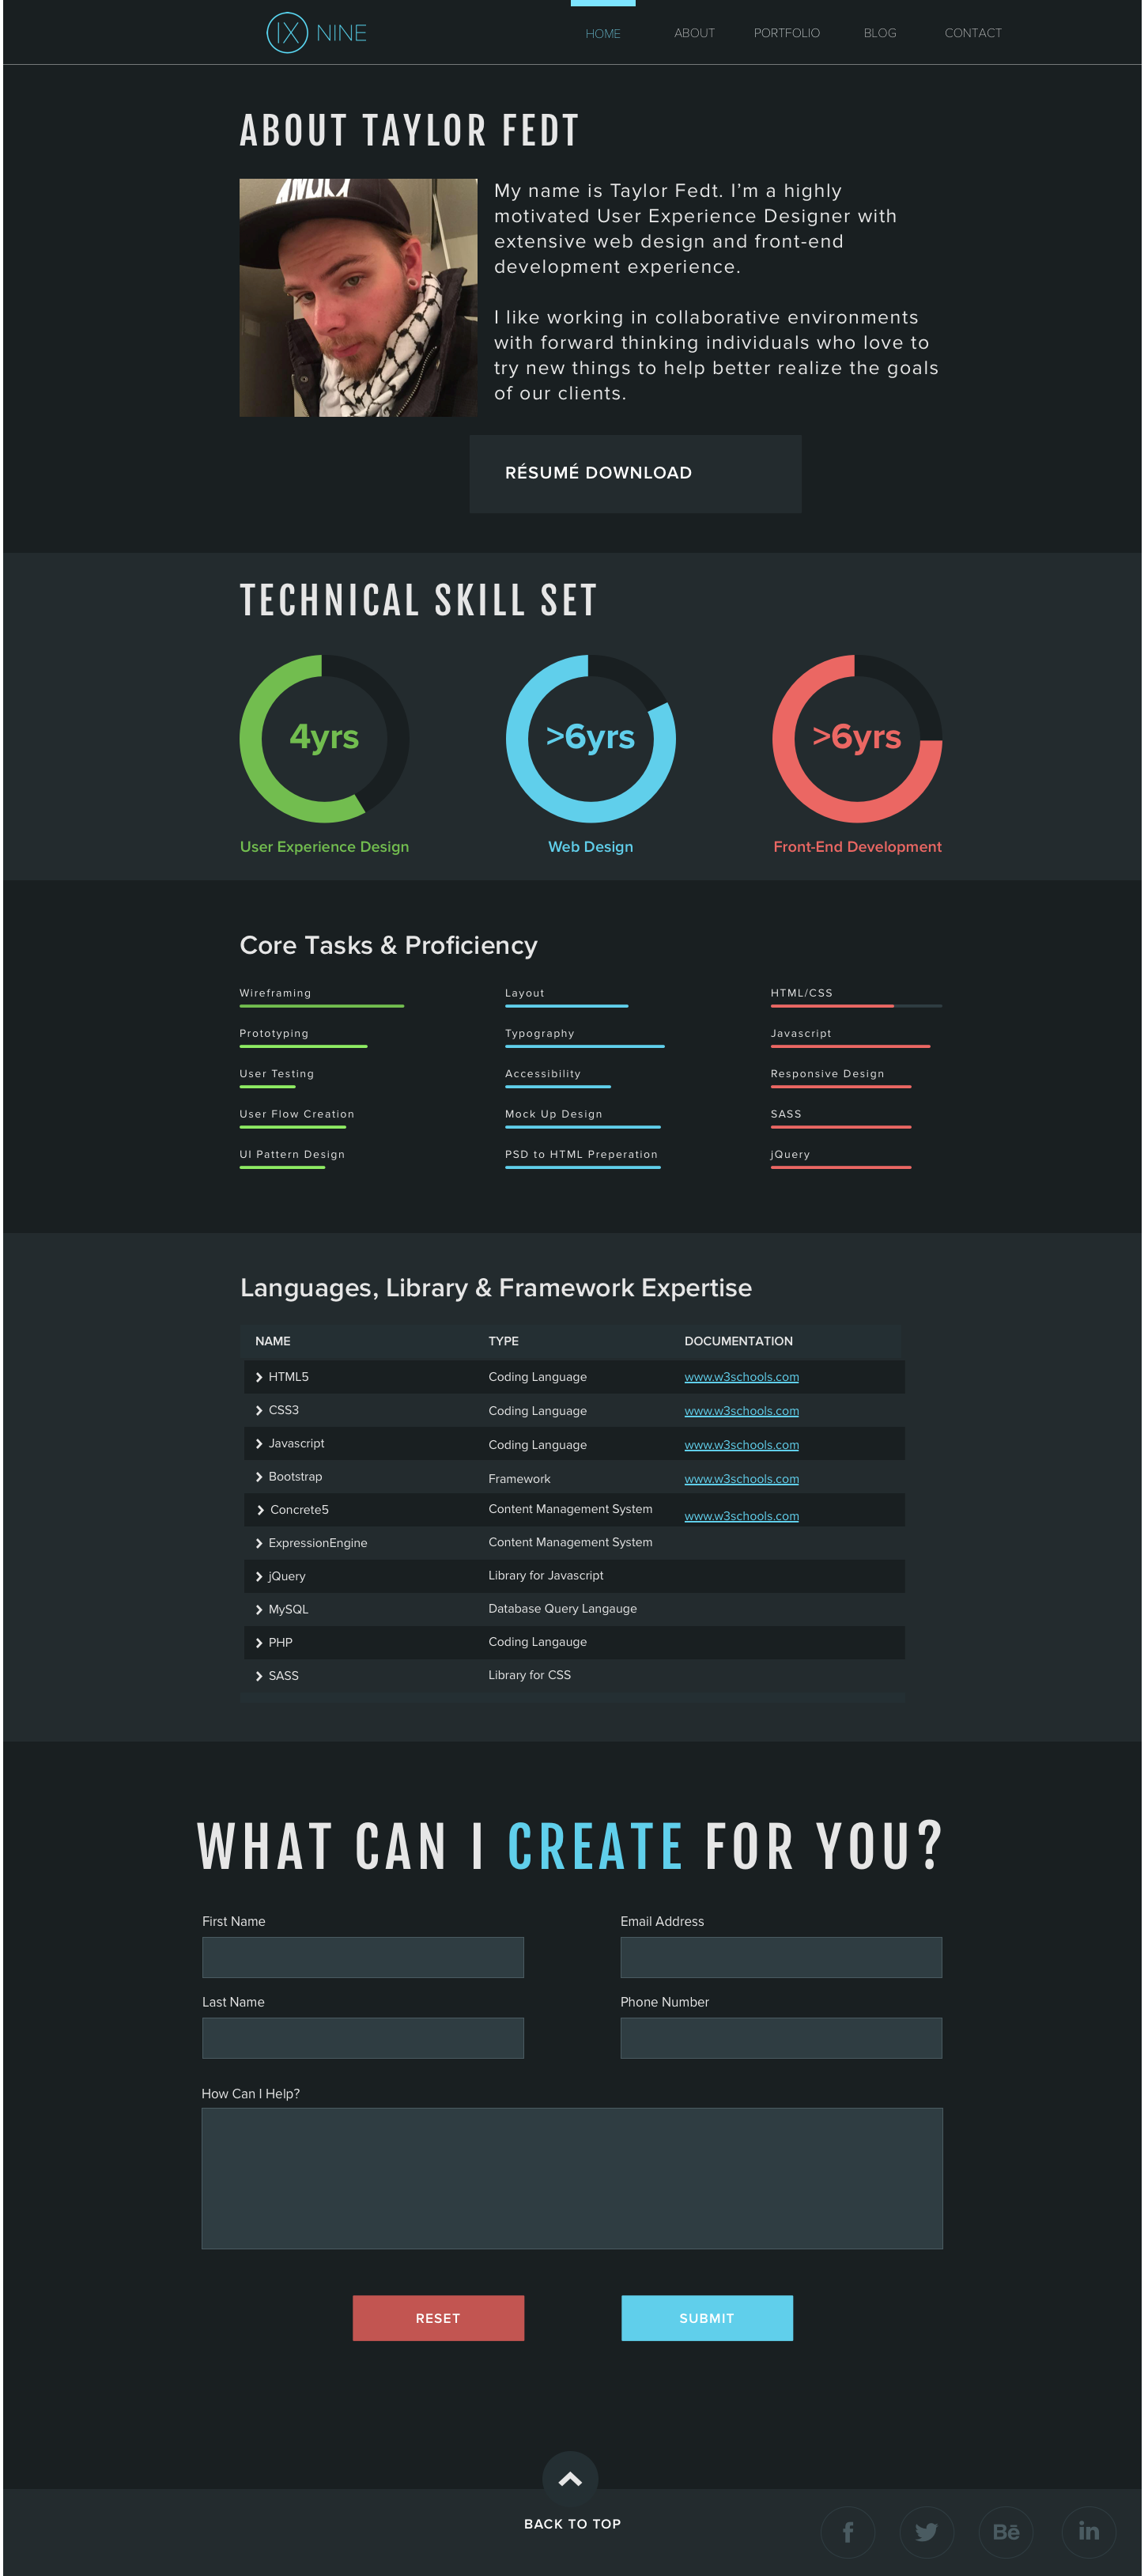 IX NINE
HOME ABOUT PORTFOLIO BLOG CONTACT
ABOUT TAYLOR FEDT
My name is Taylor Fedt. I'm a highly
motivated User Experience Designer with
extensive web design and front-end
development experience.
I like working in collaborative environments
with forward thinking individuals who love to
try new things to help better realize the goals
of our clients.
RÉSUMÉ DOWNLOAD
TECHNICAL SKILL SET
4yrs >6yrs >6yrs
User Experience Design Web Design Front-End Development
Core Tasks & Proficiency
Wireframing Layout HTML/CSS
Prototyping Typography Javascript
User Testing Accessibility Responsive Design
User Flow Creation Mock Up Design SASS
UI Pattern Design PSD to HTML Preperation jQuery
Languages, Library & Framework Expertise
NAME TYPE DOCUMENTATION
HTML5 Coding Language www.w3schools.com
CSS3 Coding Language www.w3schools.com
Javascript Coding Language www.w3schools.com
Bootstrap Framework www.w3schools.com
Concrete5 Content Management System www.w3schools.com
ExpressionEngine Content Management System
jQuery Library for Javascript
MySQL Database Query Langauge
PHP Coding Langauge
SASS Library for CSS
WHAT CAN I CREATE FOR YOU?
First Name Email Address
Last Name Phone Number
How Can I Help?
RESET SUBMIT
BACK TO TOP
f Bē in